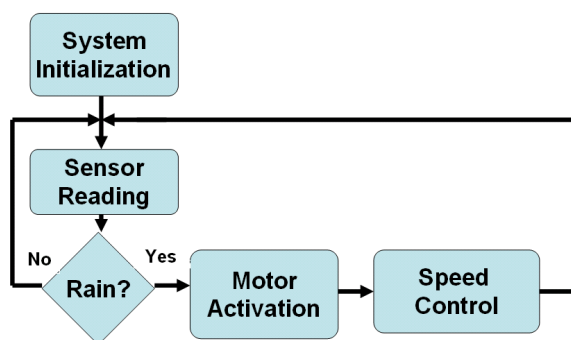 System
Initialization
Sensor
Reading
No
Yes
Rain?
Motor
Activation
Speed
Control